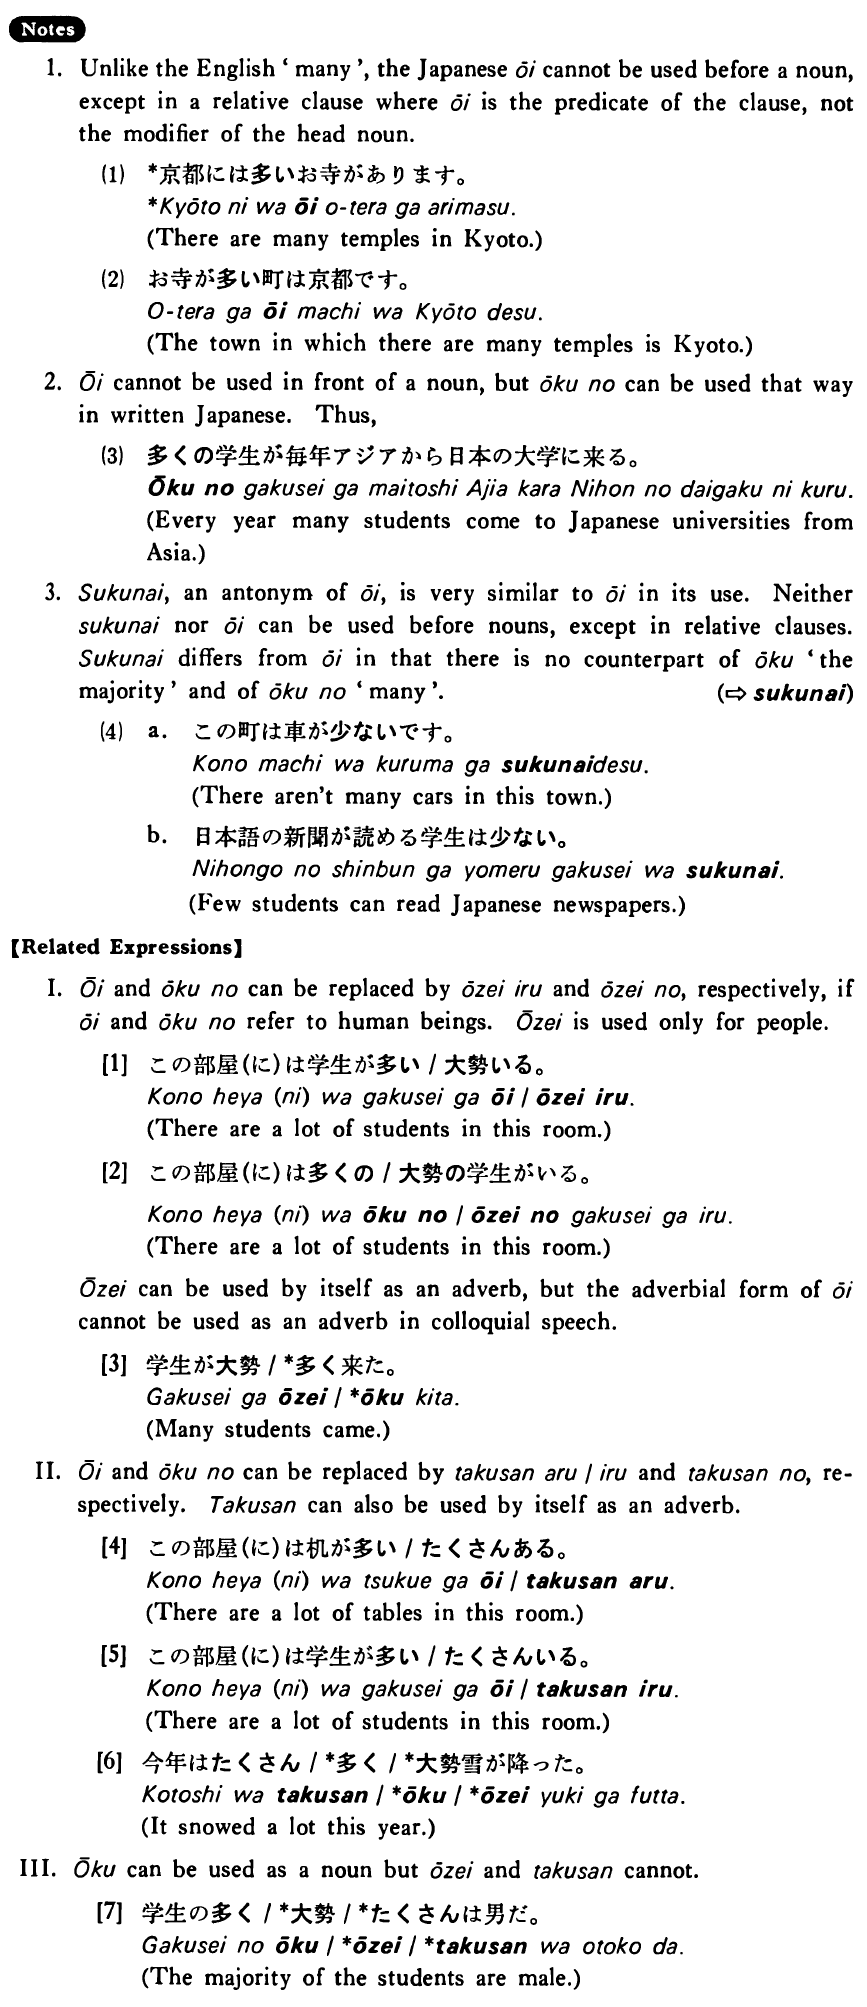 Notes
1. Unlike the English ‘many’, the Japanese ōi cannot be used before a noun,
except in a relative clause where ōi is the predicate of the clause, not
the modifier of the head noun.
(1) *京都には多いお寺があります。
*Kyōto ni wa ōi o-tera ga arimasu.
(There are many temples in Kyoto.)
(2) お寺が多い町は京都です。
O-tera ga ōi machi wa Kyōto desu.
(The town in which there are many temples is Kyoto.)
2. Ōi cannot be used in front of a noun, but ōku no can be used that way
in written Japanese. Thus,
(3) 多くの学生が毎年アジアから日本の大学に来る。
Ōku no gakusei ga maitoshi Ajia kara Nihon no daigaku ni kuru.
(Every year many students come to Japanese universities from
Asia.)
3. Sukunai, an antonym of ōi, is very similar to ōi in its use. Neither
sukunai nor ōi can be used before nouns, except in relative clauses.
Sukunai differs from ōi in that there is no counterpart of ōku ‘the
majority’ and of ōku no ‘many’. (⇨ sukunai)
(4) a. この町は車が少ないです。
Kono machi wa kuruma ga sukunaidesu.
(There aren't many cars in this town.)
b. 日本語の新聞が読める学生は少ない。
Nihongo no shinbun ga yomeru gakusei wa sukunai.
(Few students can read Japanese newspapers.)
【Related Expressions】
I. Ōi and ōku no can be replaced by ōzei iru and ōzei no, respectively, if
ōi and ōku no refer to human beings. Ōzei is used only for people.
[1] この部屋(に)は学生が多い / 大勢いる。
Kono heya (ni) wa gakusei ga ōi / ōzei iru.
(There are a lot of students in this room.)
[2] この部屋(に)は多くの / 大勢の学生がいる。
Kono heya (ni) wa ōku no / ōzei no gakusei ga iru.
(There are a lot of students in this room.)
Ōzei can be used by itself as an adverb, but the adverbial form of ōi
cannot be used as an adverb in colloquial speech.
[3] 学生が大勢 / *多く来た。
Gakusei ga ōzei / *ōku kita.
(Many students came.)
II. Ōi and ōku no can be replaced by takusan aru / iru and takusan no, re-
spectively. Takusan can also be used by itself as an adverb.
[4] この部屋(に)は机が多い / たくさんある。
Kono heya (ni) wa tsukue ga ōi / takusan aru.
(There are a lot of tables in this room.)
[5] この部屋(に)は学生が多い / たくさんいる。
Kono heya (ni) wa gakusei ga ōi / takusan iru.
(There are a lot of students in this room.)
[6] 今年はたくさん / *多く / *大勢雪が降った。
Kotoshi wa takusan / *ōku / *ōzei yuki ga futta.
(It snowed a lot this year.)
III. Ōku can be used as a noun but ōzei and takusan cannot.
[7] 学生の多く / *大勢 / *たくさんは男だ。
Gakusei no ōku / *ōzei / *takusan wa otoko da.
(The majority of the students are male.)